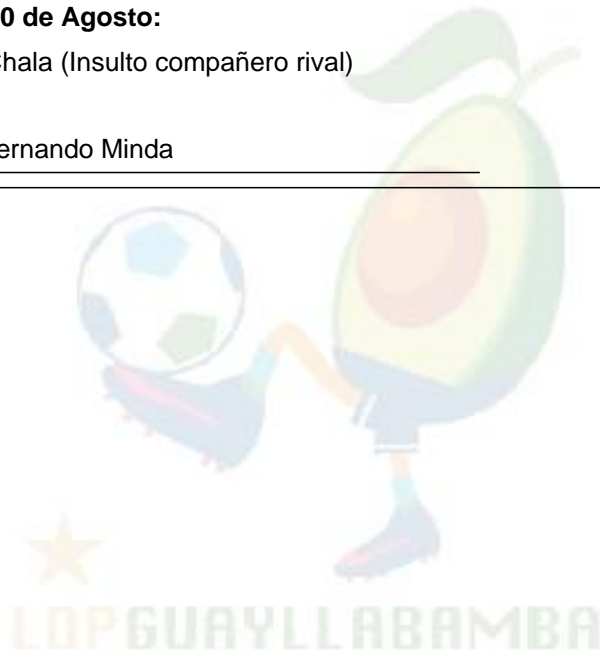 0 de Agosto:
Chala (Insulto compañero rival)
ernando Minda
LDPGUAYLLABAMBA